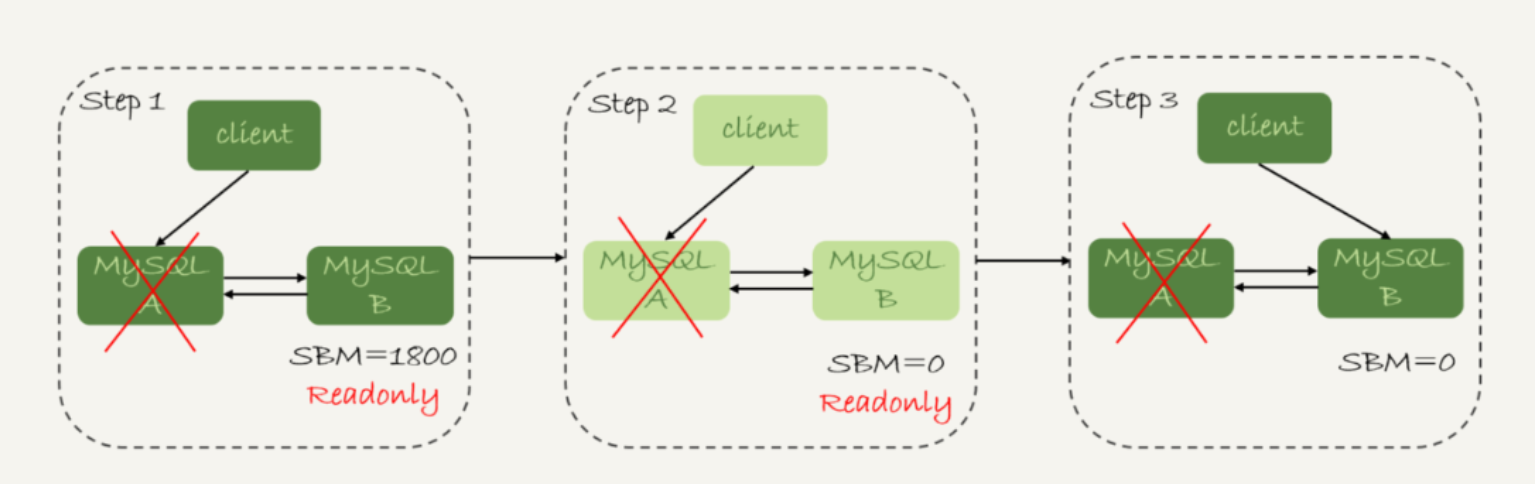 Step 1
client
MySQL
A
MySQL
B
SBM=1800
Readonly
Step 2
client
MySQL
A
MySQL
B
SBM=0
Readonly
Step 3
client
MySQL
A
MySQL
B
SBM=0